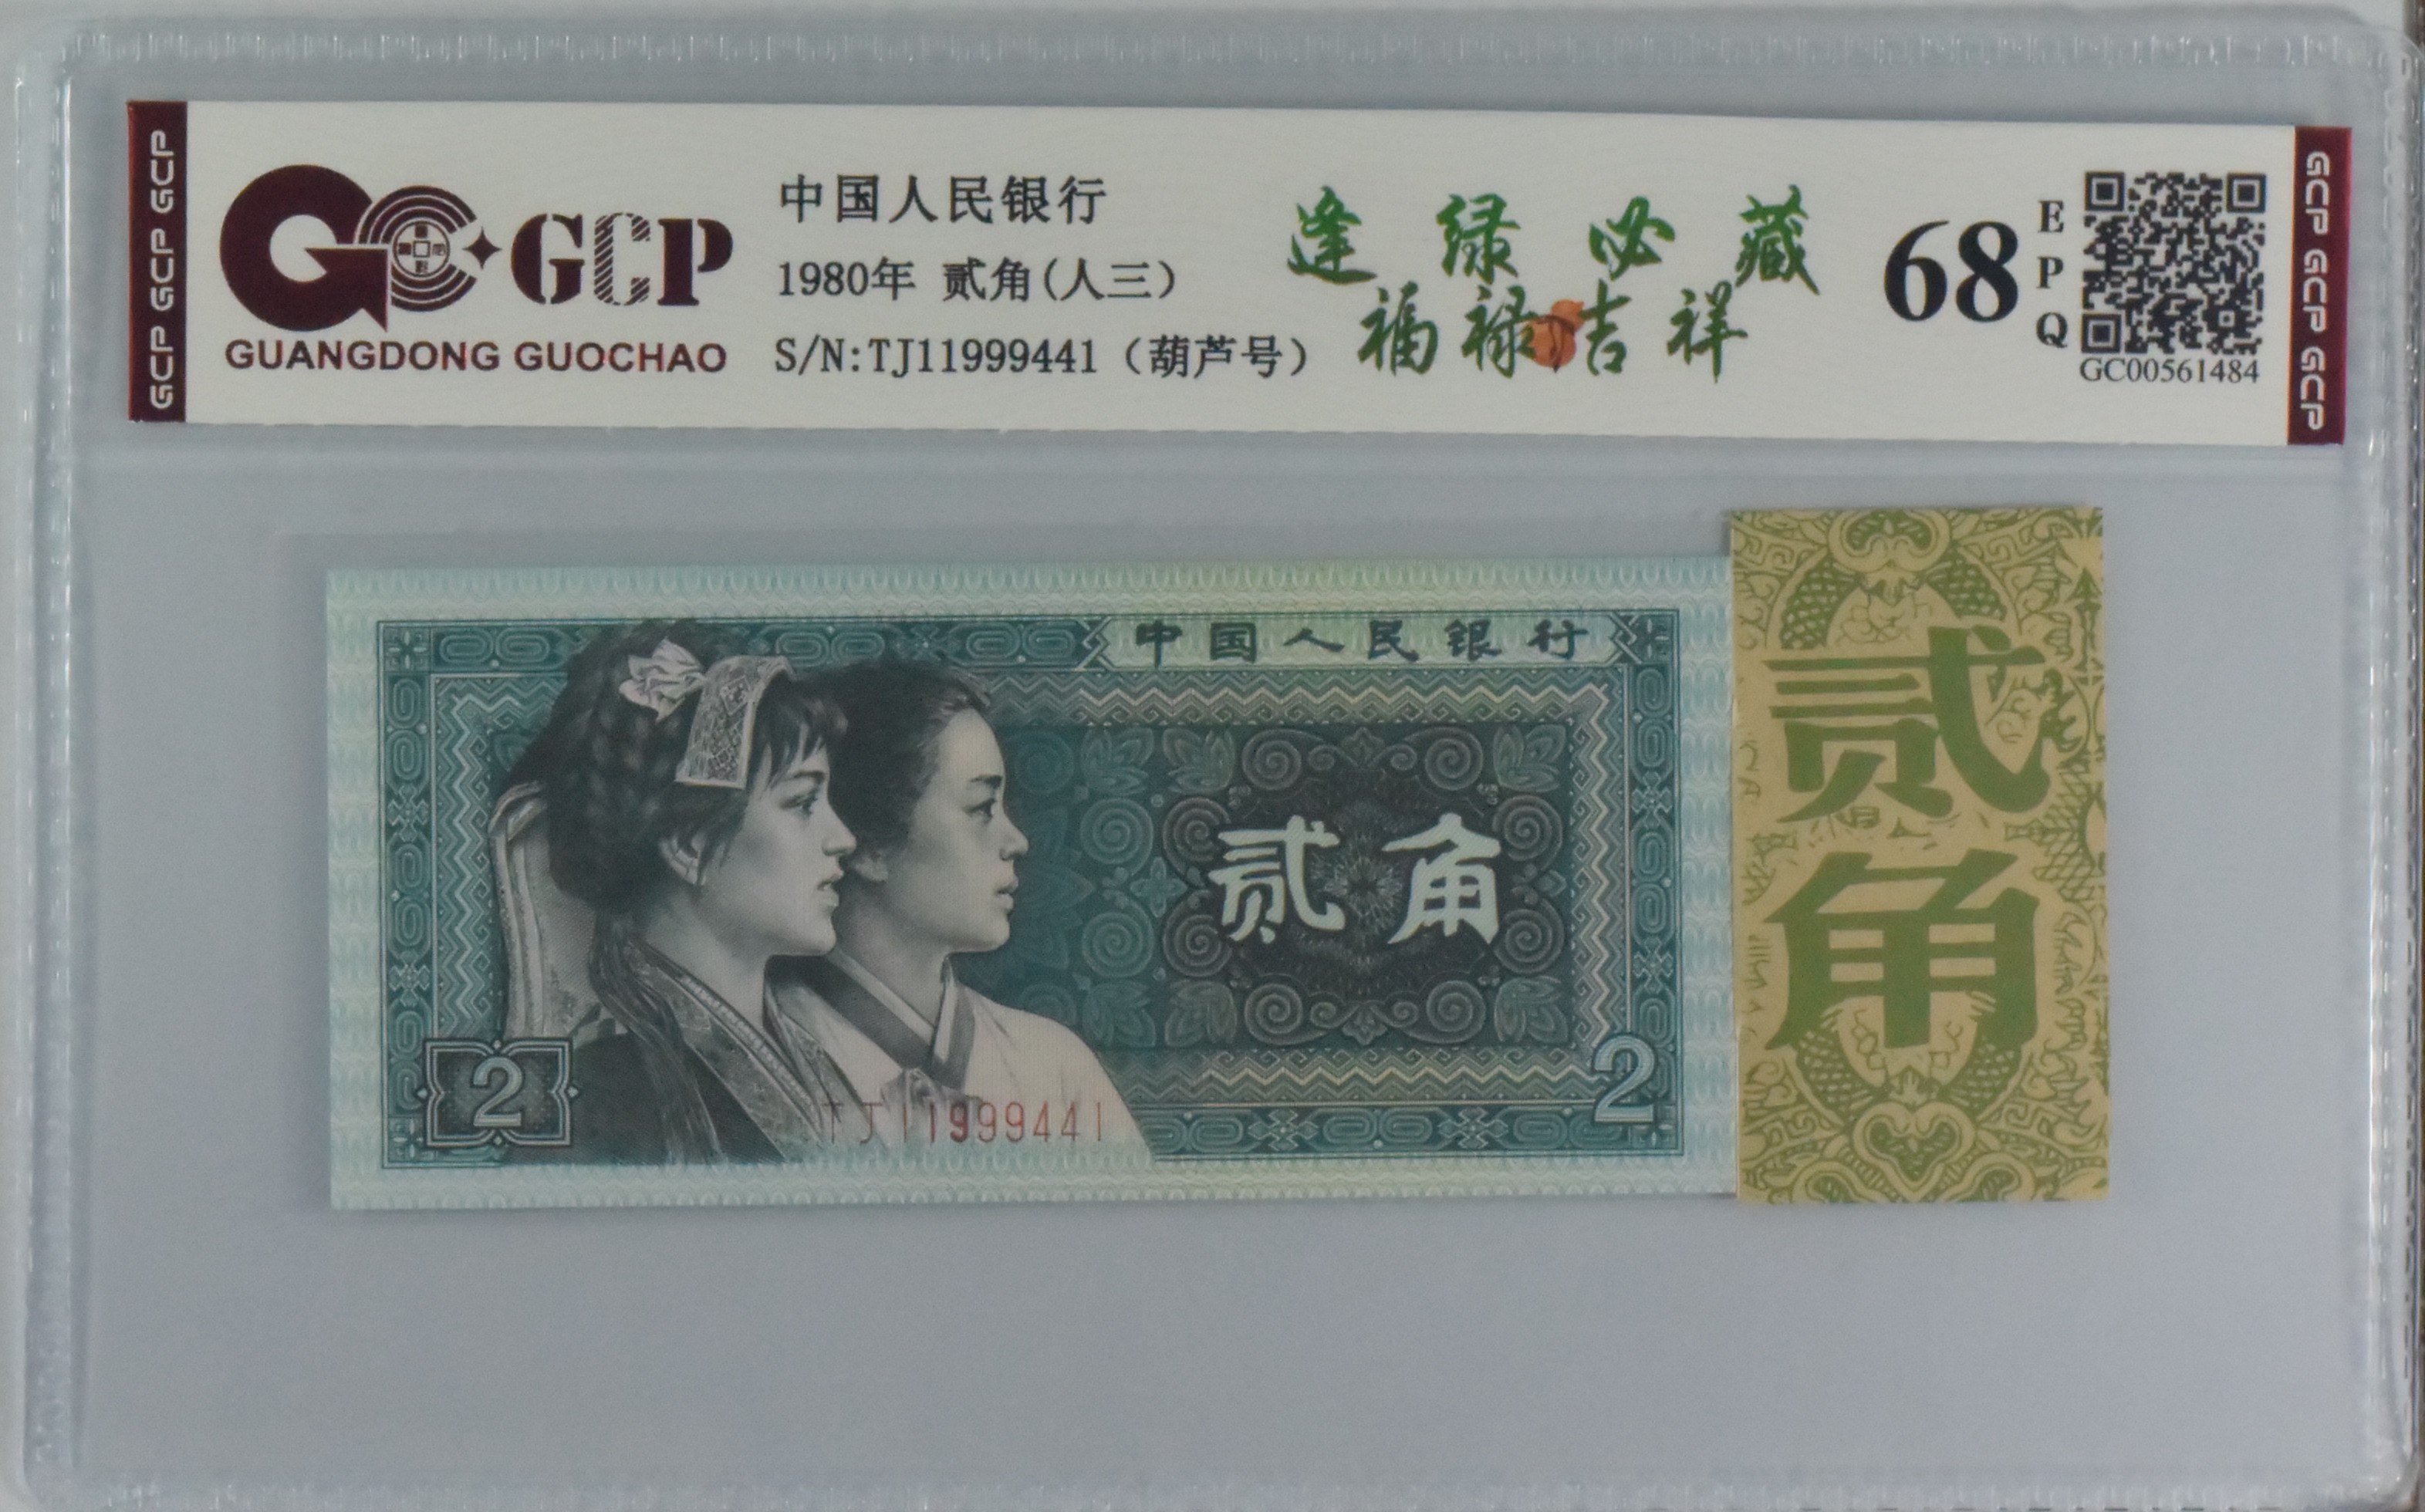 GCP GCP GCP
GC GCP
GUANGDONG GUOCHAO
中国人民银行
1980年 贰角(人三)
S/N:TJ11999441(葫芦号)
逢绿必藏
福禄吉祥
68
EPQ
GC00561484
GCP GCP GCP
中国人民银行
贰角
2
TJ11999441
2
贰
角